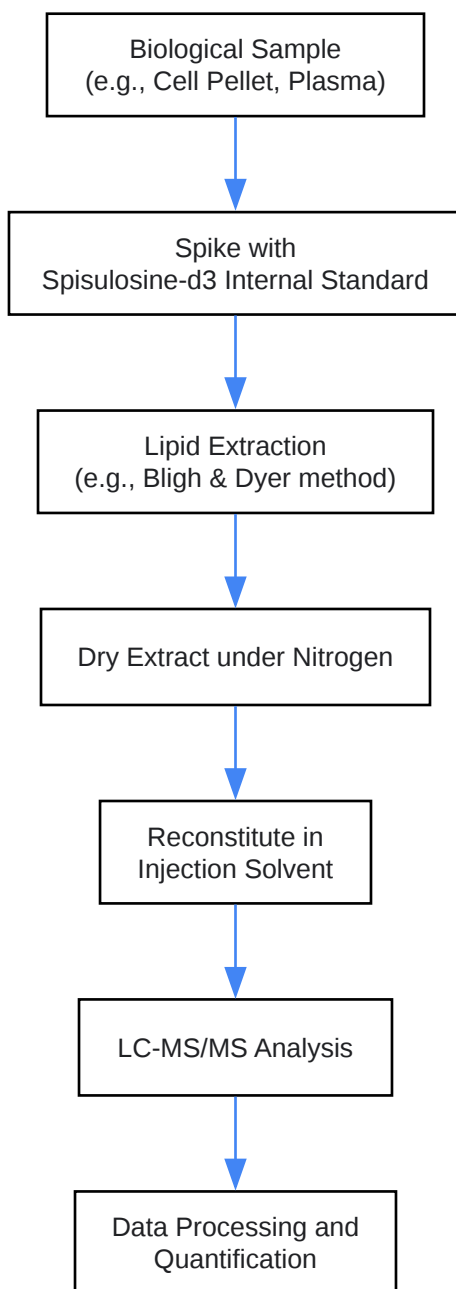 Biological Sample
(e.g., Cell Pellet, Plasma)
Spike with
Spisulosine-d3 Internal Standard
Lipid Extraction
(e.g., Bligh & Dyer method)
Dry Extract under Nitrogen
Reconstitute in
Injection Solvent
LC-MS/MS Analysis
Data Processing and
Quantification